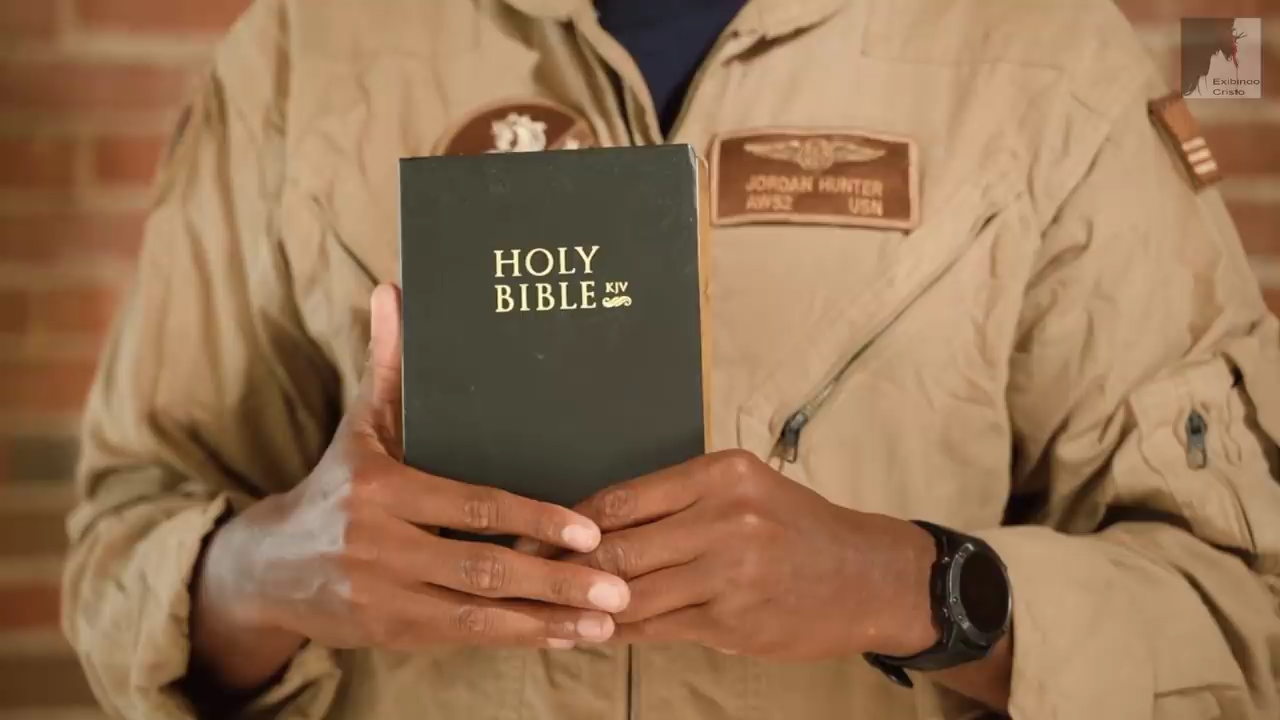 Exibindo
Cristo
JORDAN HUNTER
AWS2 USN
HOLY
BIBLE KJV